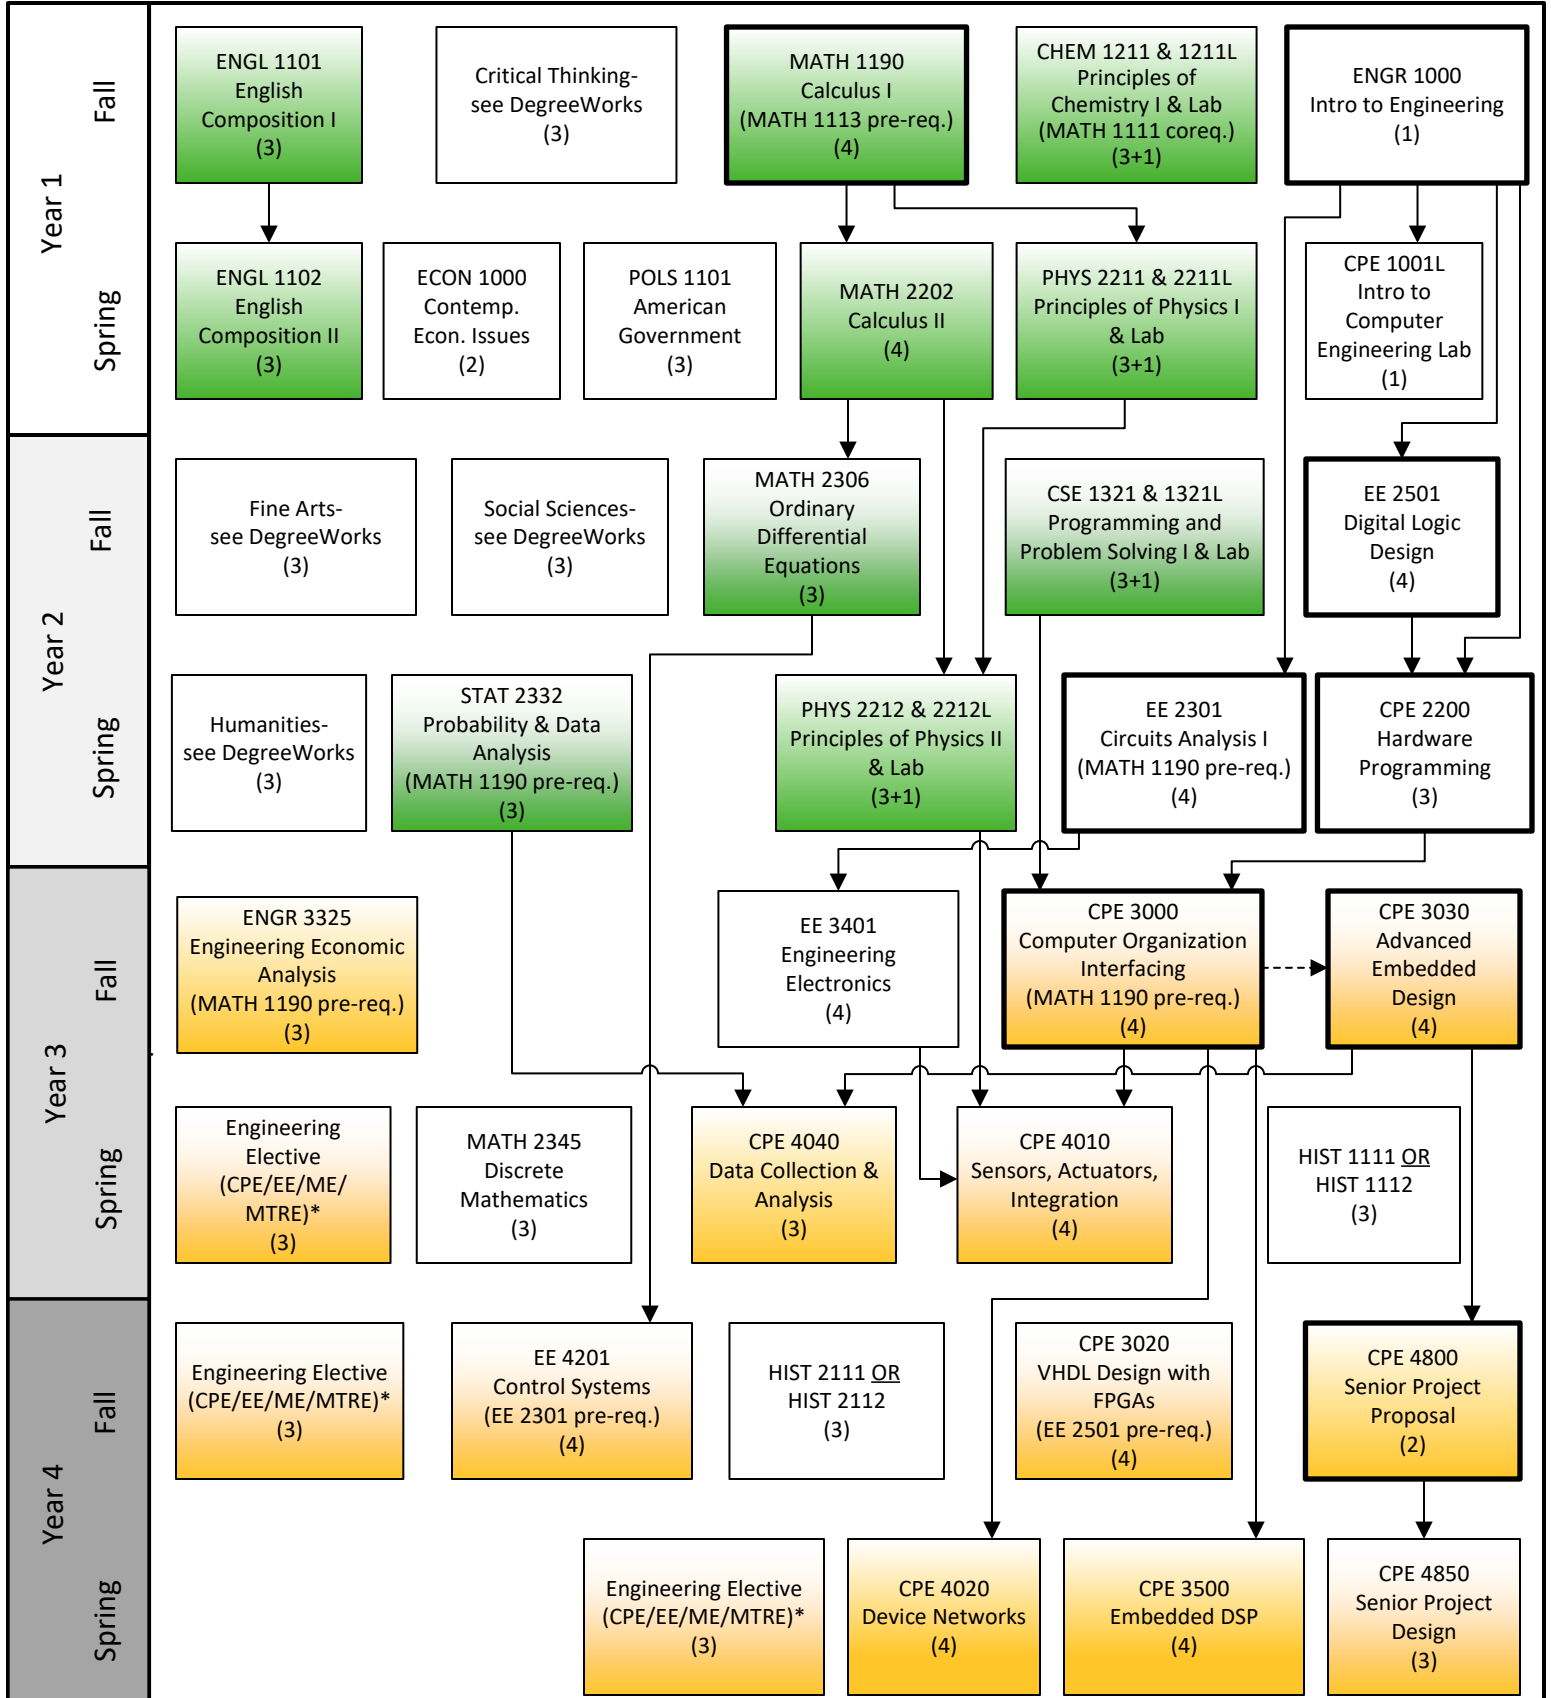 Year 1
Fall
ENGL 1101
English
Composition I
(3)
Critical Thinking-
see DegreeWorks
(3)
MATH 1190
Calculus I
(MATH 1113 pre-req.)
(4)
CHEM 1211 & 1211L
Principles of
Chemistry I & Lab
(MATH 1111 coreq.)
(3+1)
ENGR 1000
Intro to Engineering
(1)
Spring
ENGL 1102
English
Composition II
(3)
ECON 1000
Contemp.
Econ. Issues
(2)
POLS 1101
American
Government
(3)
MATH 2202
Calculus II
(4)
PHYS 2211 & 2211L
Principles of Physics I
& Lab
(3+1)
CPE 1001L
Intro to
Computer
Engineering Lab
(1)
Year 2
Fall
Fine Arts-
see DegreeWorks
(3)
Social Sciences-
see DegreeWorks
(3)
MATH 2306
Ordinary
Differential
Equations
(3)
CSE 1321 & 1321L
Programming and
Problem Solving I & Lab
(3+1)
EE 2501
Digital Logic
Design
(4)
Spring
Humanities-
see DegreeWorks
(3)
STAT 2332
Probability & Data
Analysis
(MATH 1190 pre-req.)
(3)
PHYS 2212 & 2212L
Principles of Physics II
& Lab
(3+1)
EE 2301
Circuits Analysis I
(MATH 1190 pre-req.)
(4)
CPE 2200
Hardware
Programming
(3)
Year 3
Fall
ENGR 3325
Engineering Economic
Analysis
(MATH 1190 pre-req.)
(3)
EE 3401
Engineering
Electronics
(4)
CPE 3000
Computer Organization
Interfacing
(MATH 1190 pre-req.)
(4)
CPE 3030
Advanced
Embedded
Design
(4)
Spring
Engineering
Elective
(CPE/EE/ME/
MTRE)*
(3)
MATH 2345
Discrete
Mathematics
(3)
CPE 4040
Data Collection &
Analysis
(3)
CPE 4010
Sensors, Actuators,
Integration
(4)
HIST 1111 OR
HIST 1112
(3)
Year 4
Fall
Engineering Elective
(CPE/EE/ME/MTRE)*
(3)
EE 4201
Control Systems
(EE 2301 pre-req.)
(4)
HIST 2111 OR
HIST 2112
(3)
CPE 3020
VHDL Design with
FPGAs
(EE 2501 pre-req.)
(4)
CPE 4800
Senior Project
Proposal
(2)
Spring
Engineering Elective
(CPE/EE/ME/MTRE)*
(3)
CPE 4020
Device Networks
(4)
CPE 3500
Embedded DSP
(4)
CPE 4850
Senior Project
Design
(3)